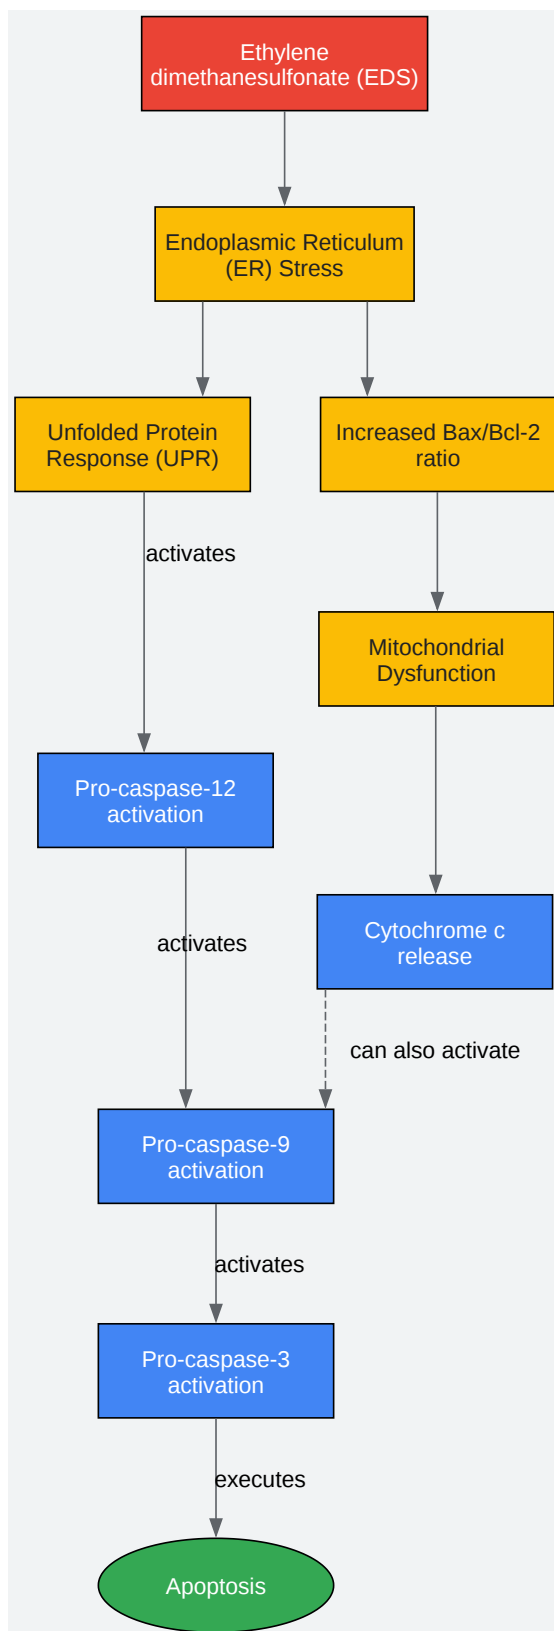 Ethylene
dimethanesulfonate (EDS)
Endoplasmic Reticulum
(ER) Stress
Unfolded Protein
Response (UPR)
Increased Bax/Bcl-2
ratio
activates
Mitochondrial
Dysfunction
Pro-caspase-12
activation
activates
Cytochrome c
release
can also activate
Pro-caspase-9
activation
activates
Pro-caspase-3
activation
executes
Apoptosis